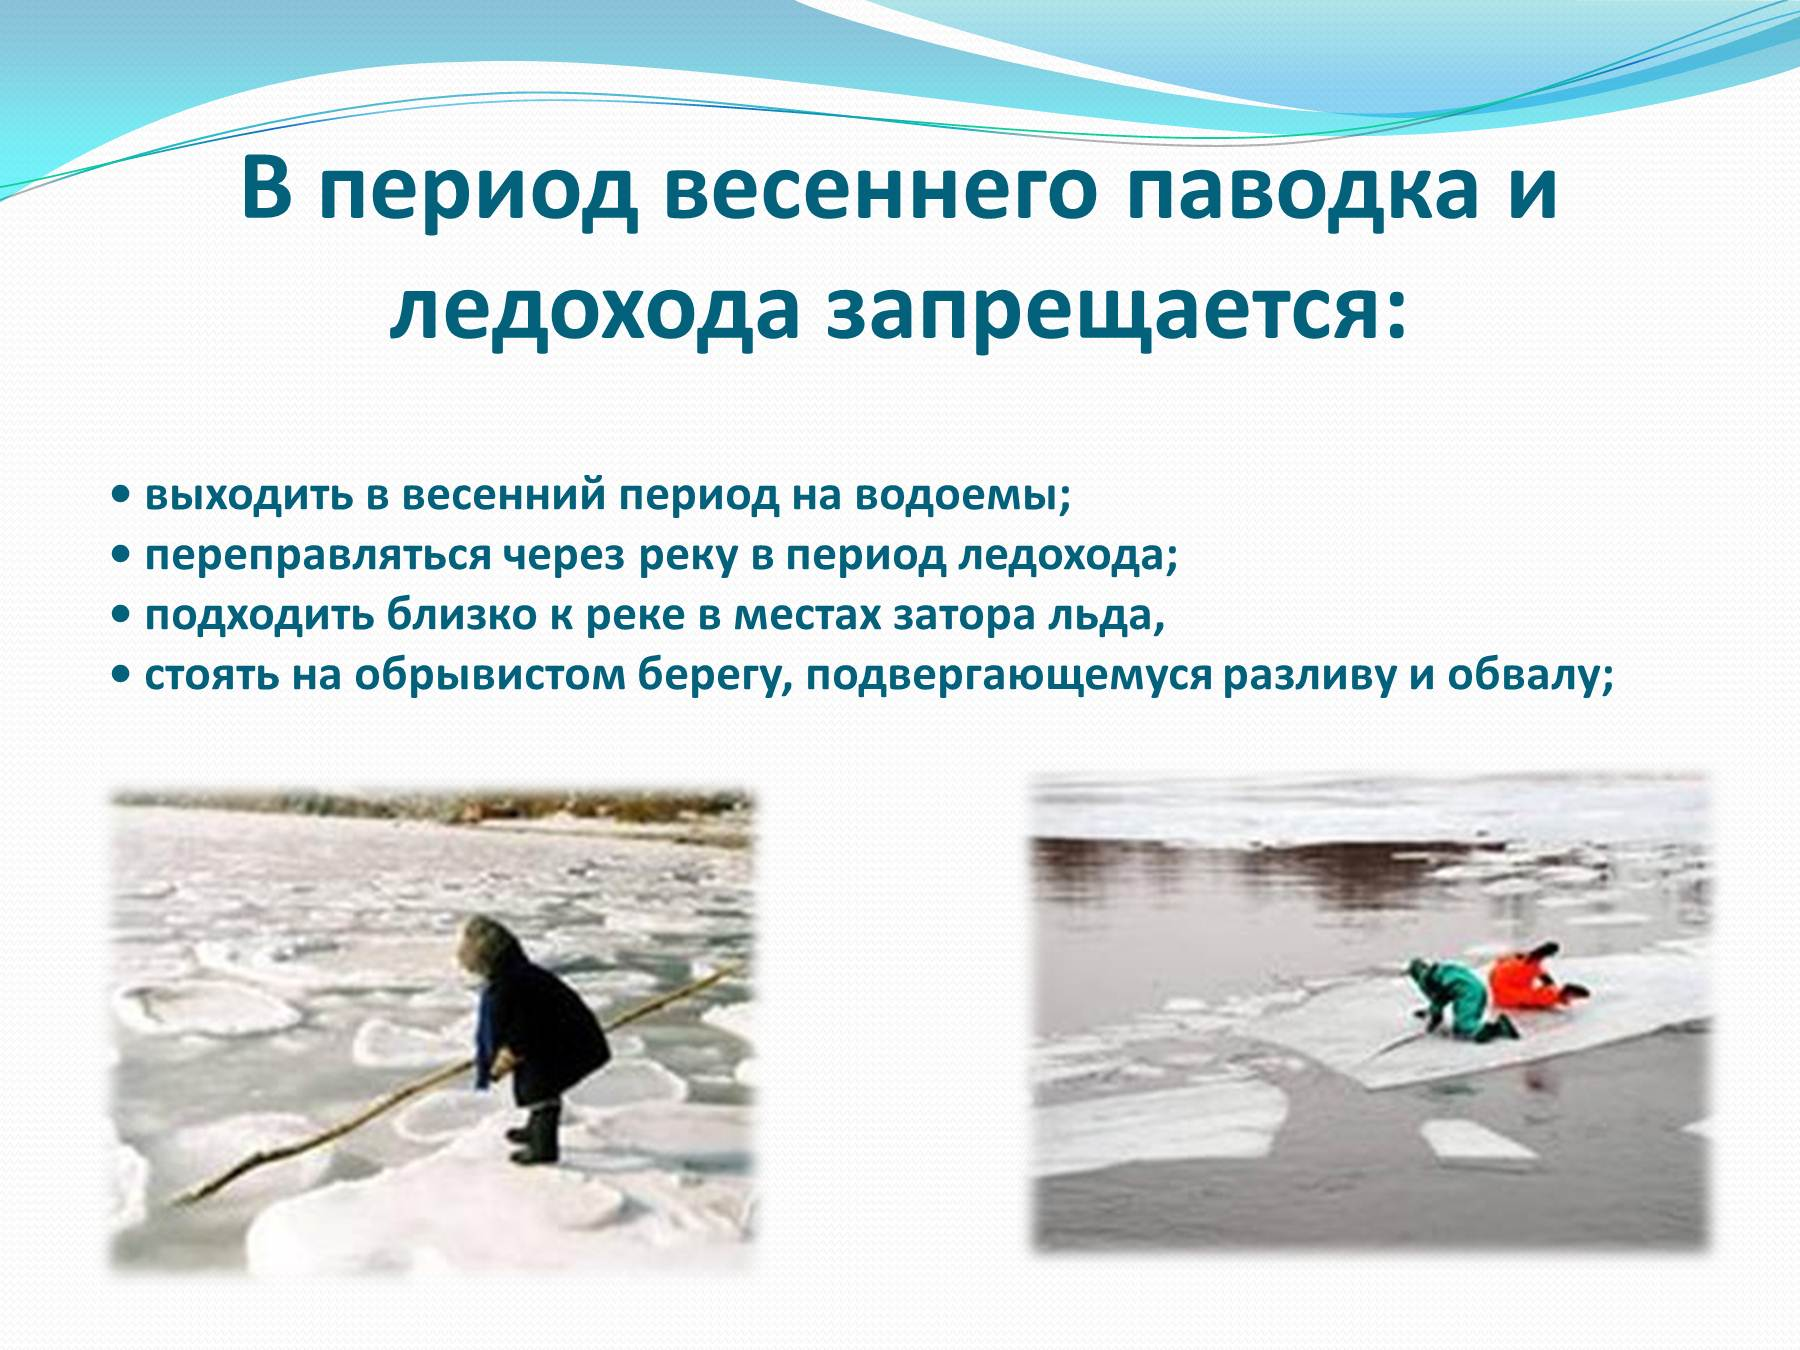 В период весеннего паводка и
ледохода запрещается:
• выходить в весенний период на водоемы;
• переправляться через реку в период ледохода;
• подходить близко к реке в местах затора льда,
• стоять на обрывистом берегу, подвергающемуся разливу и обвалу;